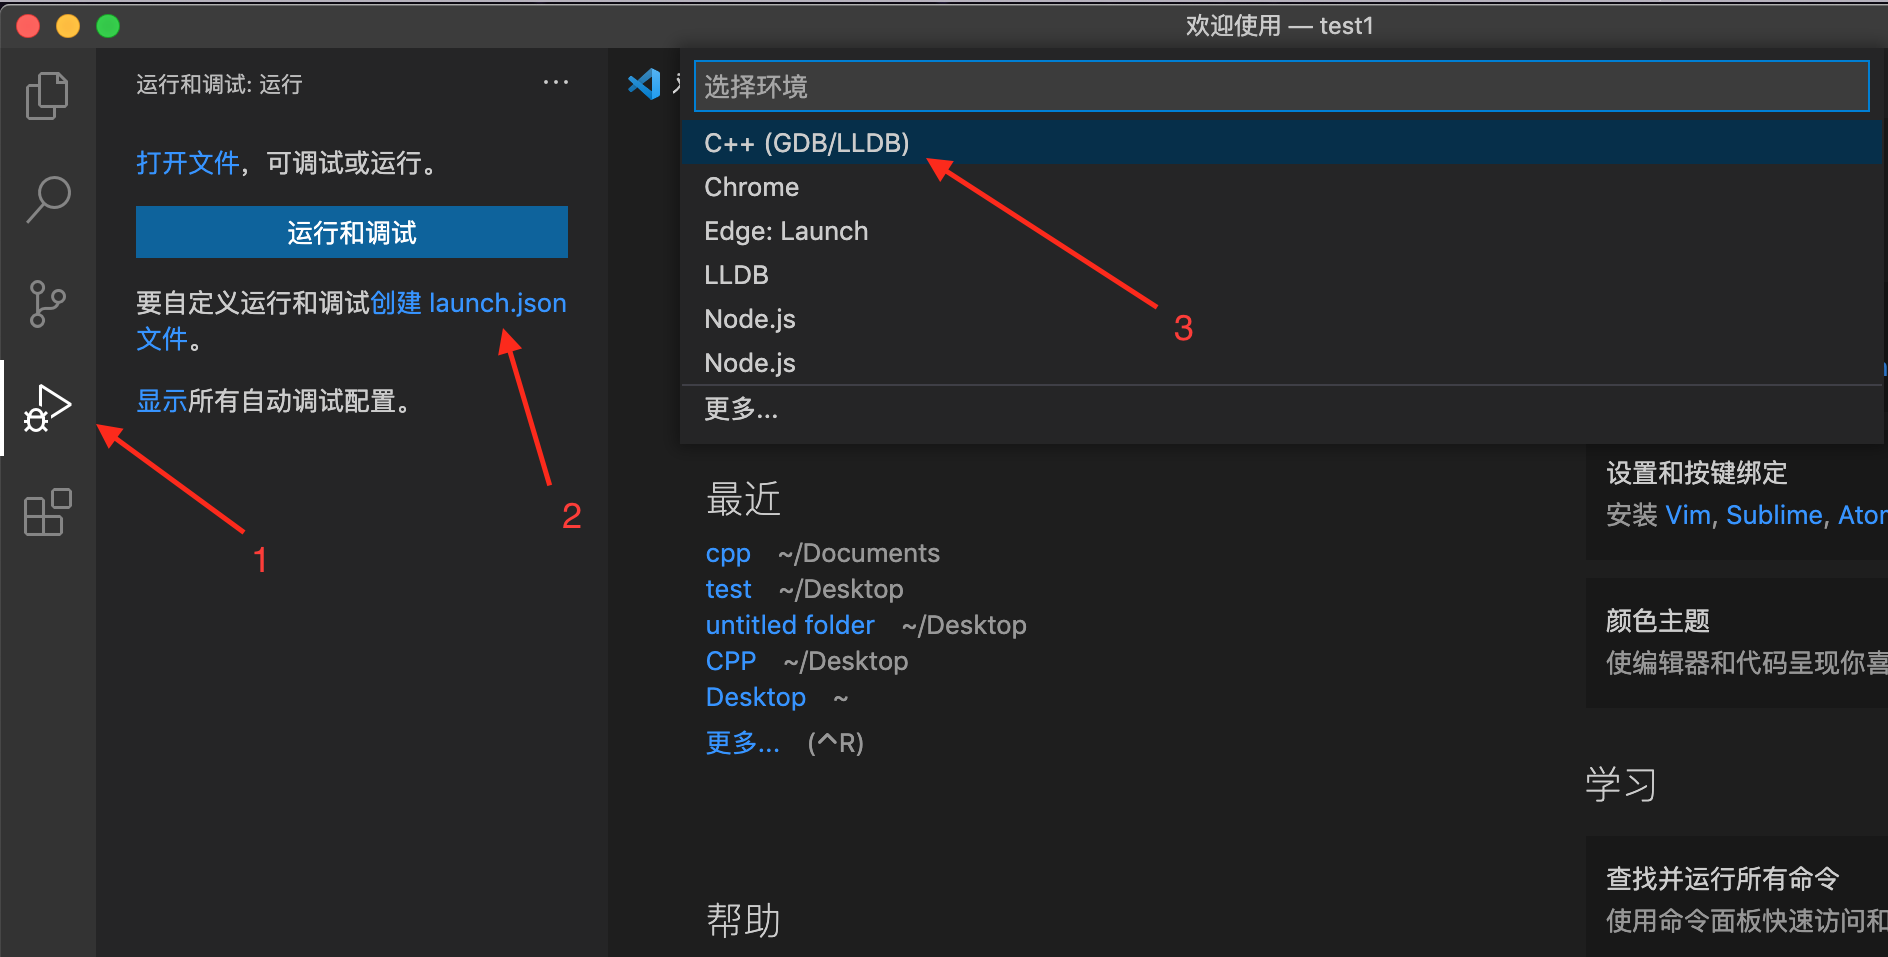 欢迎使用 — test1
运行和调试: 运行
···
打开文件，可调试或运行。
运行和调试
要自定义运行和调试创建 launch.json
文件。
显示所有自动调试配置。
1
2
选择环境
C++ (GDB/LLDB)
Chrome
Edge: Launch
LLDB
Node.js
Node.js
更多...
3
最近
cpp ~/Documents
test ~/Desktop
untitled folder ~/Desktop
CPP ~/Desktop
Desktop ~
更多... (^R)
帮助
设置和按键绑定
安装 Vim, Sublime, Ator
颜色主题
使编辑器和代码呈现你喜
学习
查找并运行所有命令
使用命令面板快速访问和